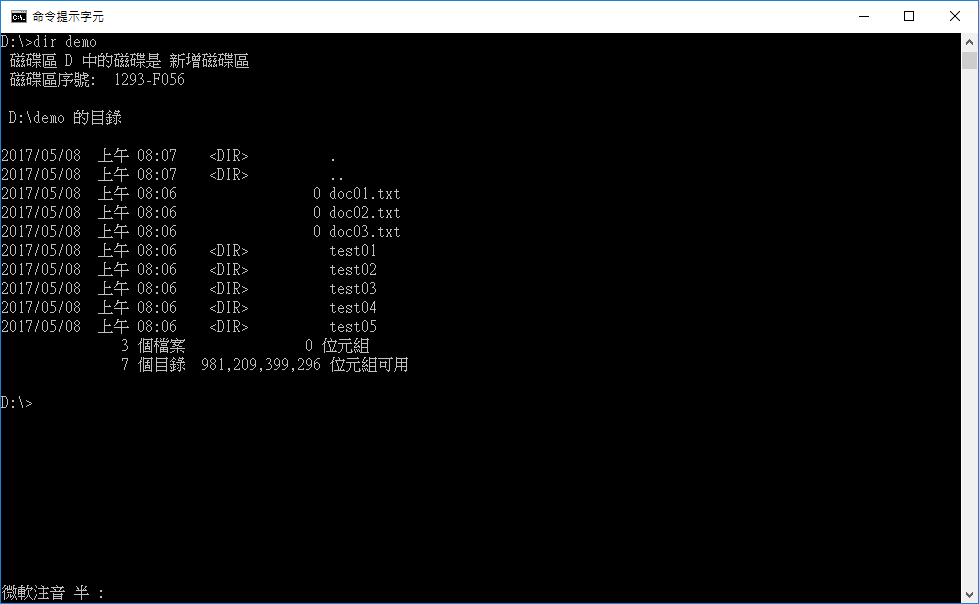 命令提示字元
D:\>dir demo
磁碟區 D 中的磁碟是 新增磁碟區
磁碟區序號:  1293-F056
D:\demo 的目錄
2017/05/08  上午 08:07    <DIR>          .
2017/05/08  上午 08:07    <DIR>          ..
2017/05/08  上午 08:06                 0 doc01.txt
2017/05/08  上午 08:06                 0 doc02.txt
2017/05/08  上午 08:06                 0 doc03.txt
2017/05/08  上午 08:06    <DIR>          test01
2017/05/08  上午 08:06    <DIR>          test02
2017/05/08  上午 08:06    <DIR>          test03
2017/05/08  上午 08:06    <DIR>          test04
2017/05/08  上午 08:06    <DIR>          test05
3 個檔案               0 位元組
7 個目錄  981,209,399,296 位元組可用
D:\>
微軟注音 半 :